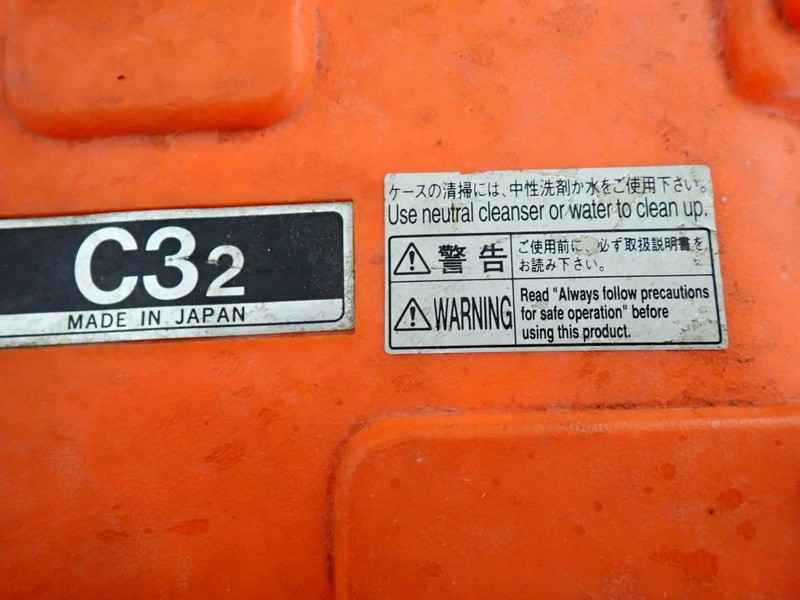 C32
MADE IN JAPAN
ケースの清掃には、中性洗剤か水をご使用下さい。
Use neutral cleanser or water to clean up.
警告
ご使用前に、必ず取扱説明書を
お読み下さい。
WARNING
Read "Always follow precautions
for safe operation" before
using this product.